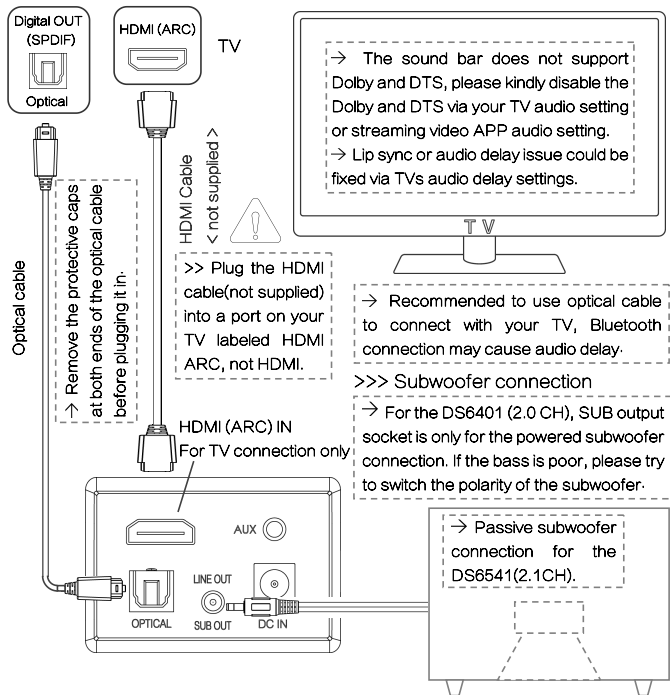 Digital OUT
(SPDIF)
Optical
HDMI (ARC)
TV
→ The sound bar does not support
Dolby and DTS, please kindly disable the
Dolby and DTS via your TV audio setting
or streaming video APP audio setting.
→ Lip sync or audio delay issue could be
fixed via TVs audio delay settings.
TV
Optical cable
→ Remove the protective caps
at both ends of the optical cable
before plugging it in.
HDMI Cable
< not supplied >
>> Plug the HDMI
cable(not supplied)
into a port on your
TV labeled HDMI
ARC, not HDMI.
→ Recommended to use optical cable
to connect with your TV, Bluetooth
connection may cause audio delay.
>>> Subwoofer connection
→ For the DS6401 (2.0 CH), SUB output
socket is only for the powered subwoofer
connection. If the bass is poor, please try
to switch the polarity of the subwoofer.
HDMI (ARC) IN
For TV connection only
AUX
LINE OUT
OPTICAL
SUB OUT
DC IN
→ Passive subwoofer
connection for the
DS6541(2.1CH).